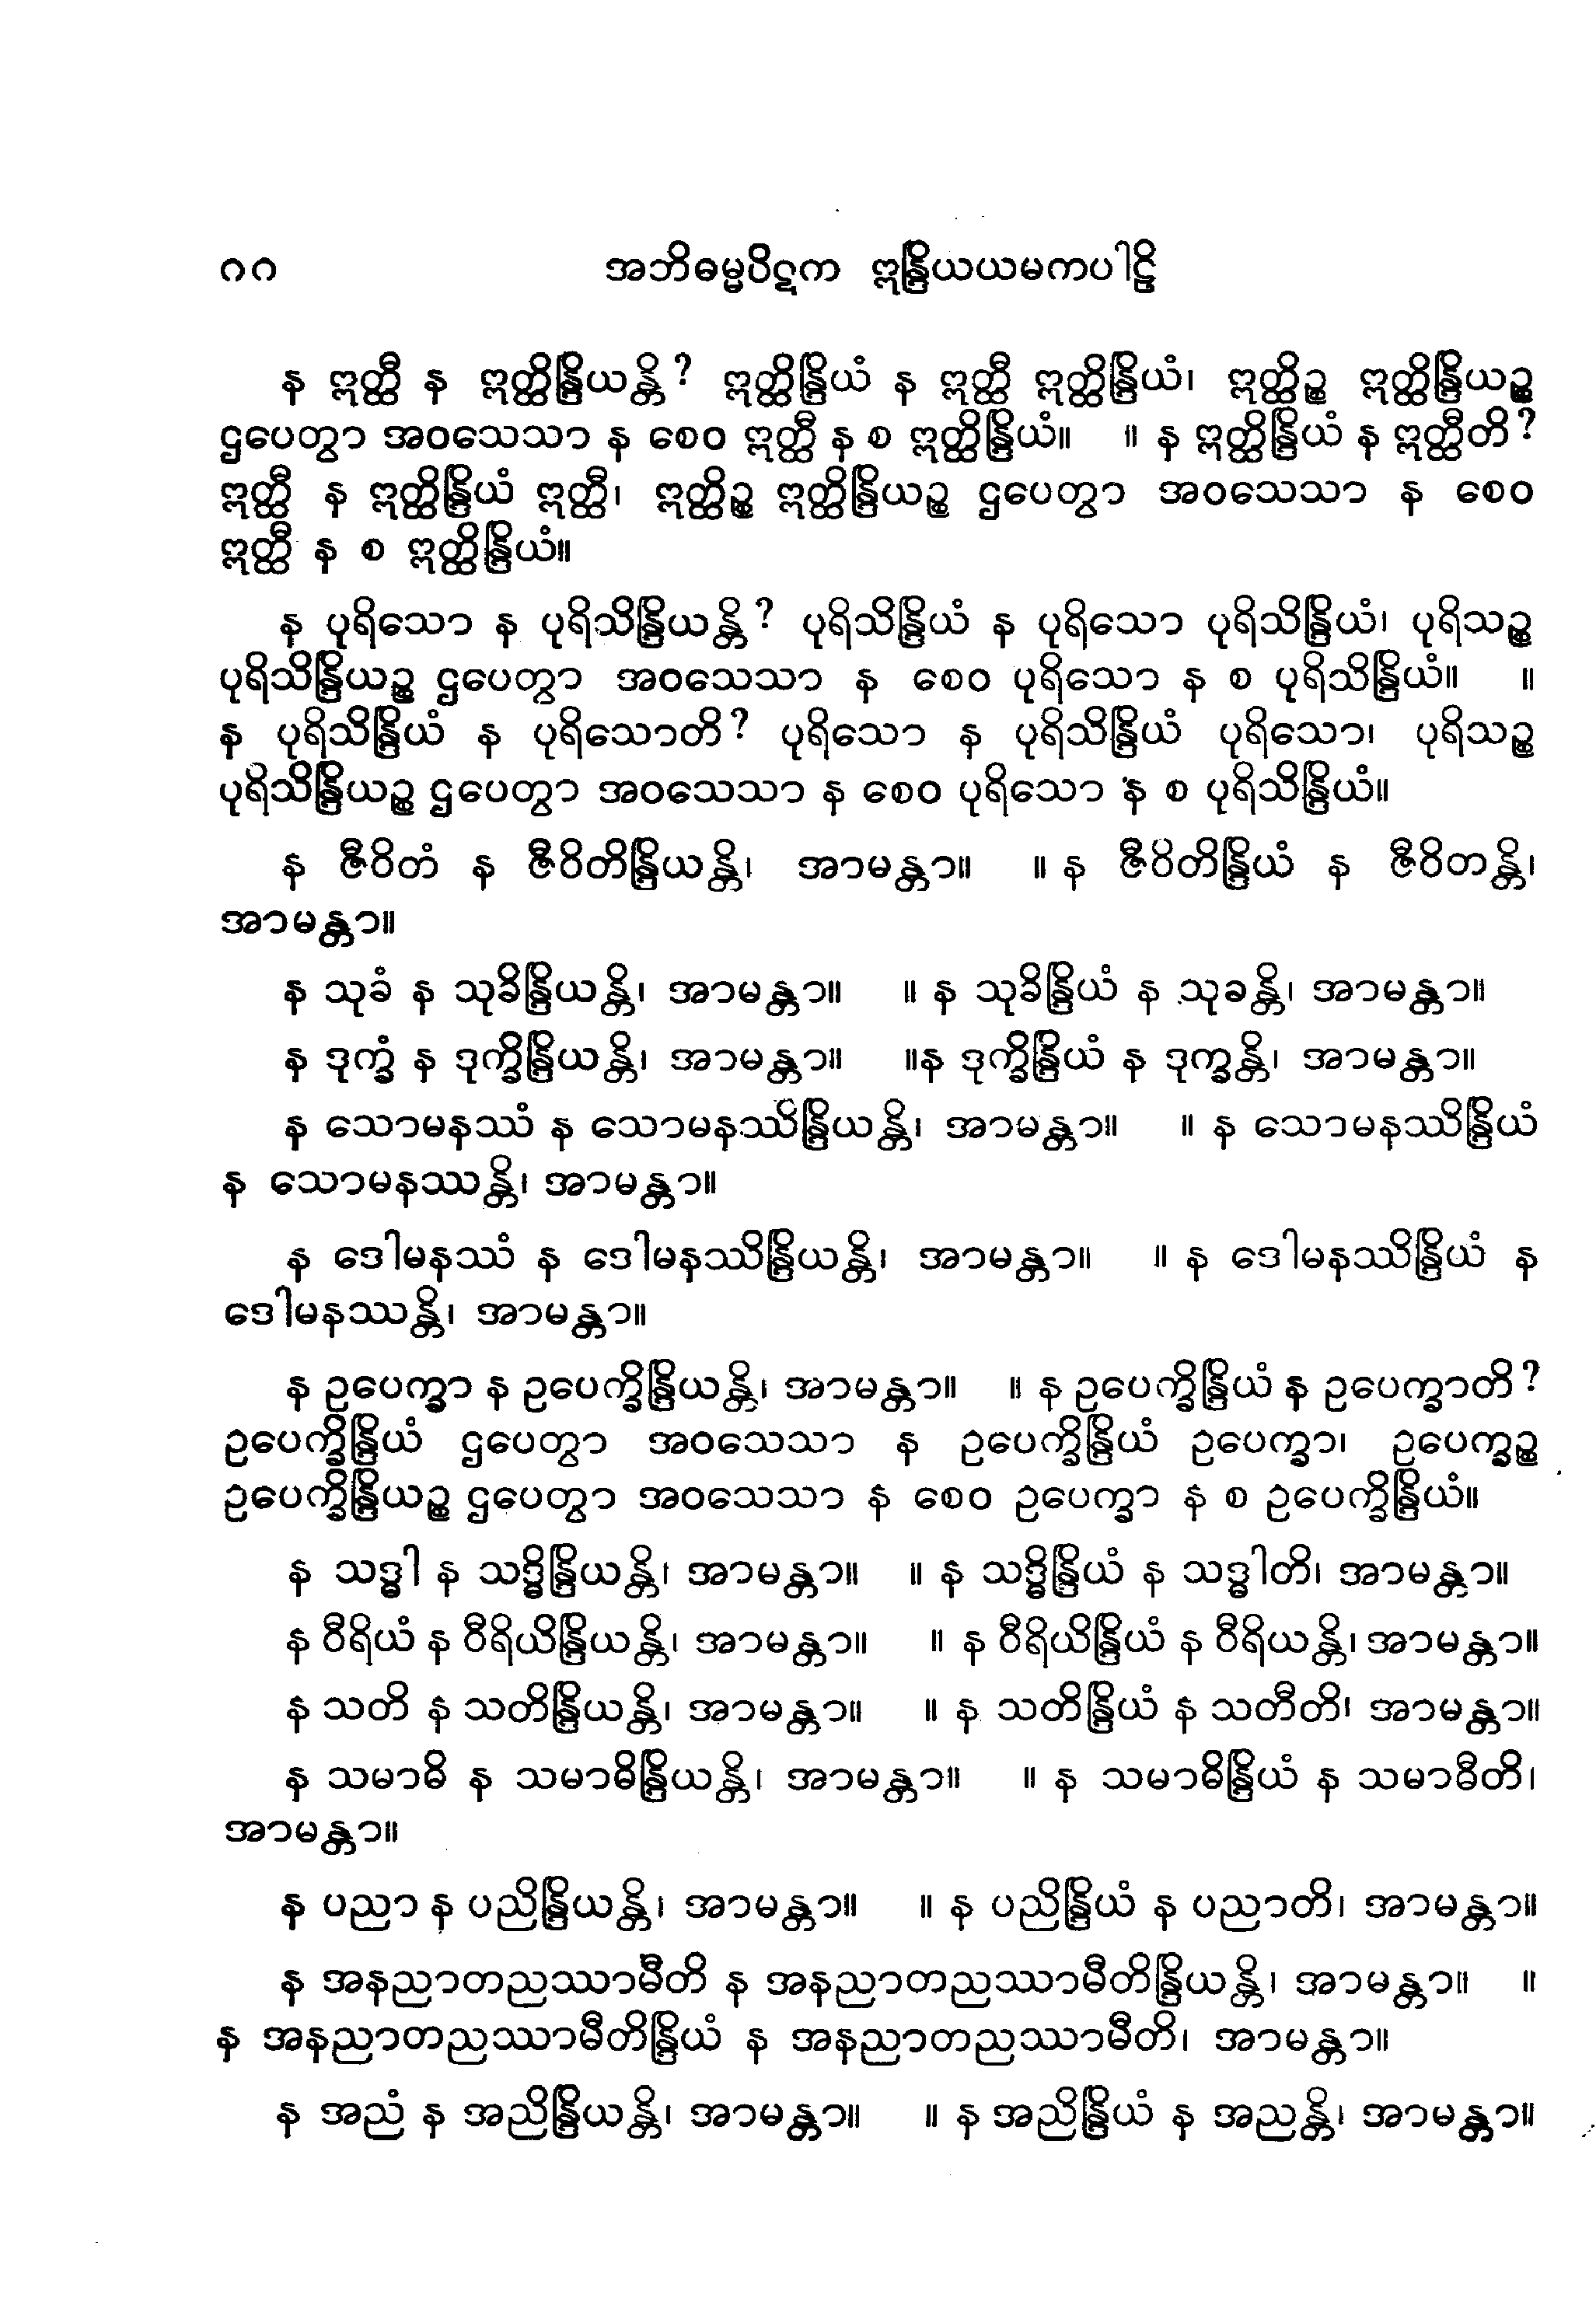 ဂဂ အဘိဓမ္မပိဋက ဣန္ဒြိယယမကပါဠိ
န ဣတ္ထီ န ဣတ္ထိန္ဒြိယန္တိ? ဣတ္ထိန္ဒြိယံ န ဣတ္ထီ ဣတ္ထိန္ဒြိယံ၊ ဣတ္ထိဉ္စ ဣတ္ထိန္ဒြိယဉ္စ
ဌပေတွာ အဝသေသာ န စေဝ ဣတ္ထီ န စ ဣတ္ထိန္ဒြိယံ။ ။ န ဣတ္ထိန္ဒြိယံ န ဣတ္ထီတိ?
ဣတ္ထီ န ဣတ္ထိန္ဒြိယံ ဣတ္ထီ၊ ဣတ္ထိဉ္စ ဣတ္ထိန္ဒြိယဉ္စ ဌပေတွာ အဝသေသာ န စေဝ
ဣတ္ထီ န စ ဣတ္ထိန္ဒြိယံ။
န ပုရိသော န ပုရိသိန္ဒြိယန္တိ? ပုရိသိန္ဒြိယံ န ပုရိသော ပုရိသိန္ဒြိယံ၊ ပုရိသဉ္စ
ပုရိသိန္ဒြိယဉ္စ ဌပေတွာ အဝသေသာ န စေဝ ပုရိသော န စ ပုရိသိန္ဒြိယံ။ ။
န ပုရိသိန္ဒြိယံ န ပုရိသောတိ? ပုရိသော န ပုရိသိန္ဒြိယံ ပုရိသော၊ ပုရိသဉ္စ
ပုရိသိန္ဒြိယဉ္စ ဌပေတွာ အဝသေသာ န စေဝ ပုရိသော န စ ပုရိသိန္ဒြိယံ။
န ဇီဝိတံ န ဇီဝိတိန္ဒြိယန္တိ၊ အာမန္တာ။ ။ န ဇီဝိတိန္ဒြိယံ န ဇီဝိတန္တိ၊
အာမန္တာ။
န သုခံ န သုခိန္ဒြိယန္တိ၊ အာမန္တာ။ ။ န သုခိန္ဒြိယံ န သုခန္တိ၊ အာမန္တာ။
န ဒုက္ခံ န ဒုက္ခိန္ဒြိယန္တိ၊ အာမန္တာ။ ။န ဒုက္ခိန္ဒြိယံ န ဒုက္ခန္တိ၊ အာမန္တာ။
န သောမနဿံ န သောမနဿိန္ဒြိယန္တိ၊ အာမန္တာ။ ။ န သောမနဿိန္ဒြိယံ
န သောမနဿန္တိ၊ အာမန္တာ။
န ဒေါမနဿံ န ဒေါမနဿိန္ဒြိယန္တိ၊ အာမန္တာ။ ။ န ဒေါမနဿိန္ဒြိယံ န
ဒေါမနဿန္တိ၊ အာမန္တာ။
န ဥပေက္ခာ န ဥပေက္ခိန္ဒြိယန္တိ၊ အာမန္တာ။ ။ န ဥပေက္ခိန္ဒြိယံ န ဥပေက္ခာတိ?
ဥပေက္ခိန္ဒြိယံ ဌပေတွာ အဝသေသာ န ဥပေက္ခိန္ဒြိယံ ဥပေက္ခာ၊ ဥပေက္ခဉ္စ
ဥပေက္ခိန္ဒြိယဉ္စ ဌပေတွာ အဝသေသာ န စေဝ ဥပေက္ခာ န စ ဥပေက္ခိန္ဒြိယံ။
န သဒ္ဓါ န သဒ္ဓိန္ဒြိယန္တိ၊ အာမန္တာ။ ။ န သဒ္ဓိန္ဒြိယံ န သဒ္ဓါတိ၊ အာမန္တာ။
န ဝီရိယံ န ဝီရိယိန္ဒြိယန္တိ၊ အာမန္တာ။ ။ န ဝီရိယိန္ဒြိယံ န ဝီရိယန္တိ၊ အာမန္တာ။
န သတိ န သတိန္ဒြိယန္တိ၊ အာမန္တာ။ ။ န သတိန္ဒြိယံ န သတီတိ၊ အာမန္တာ။
န သမာဓိ န သမာဓိန္ဒြိယန္တိ၊ အာမန္တာ။ ။ န သမာဓိန္ဒြိယံ န သမာဓီတိ၊
အာမန္တာ။
န ပညာ န ပညိန္ဒြိယန္တိ၊ အာမန္တာ။ ။ န ပညိန္ဒြိယံ န ပညာတိ၊ အာမန္တာ။
န အနညာတညဿာမီတိ န အနညာတညဿာမီတိန္ဒြိယန္တိ၊ အာမန္တာ။ ။
န အနညာတညဿာမီတိန္ဒြိယံ န အနညာတညဿာမီတိ၊ အာမန္တာ။
န အညံ န အညိန္ဒြိယန္တိ၊ အာမန္တာ။ ။ န အညိန္ဒြိယံ န အညန္တိ၊ အာမန္တာ။